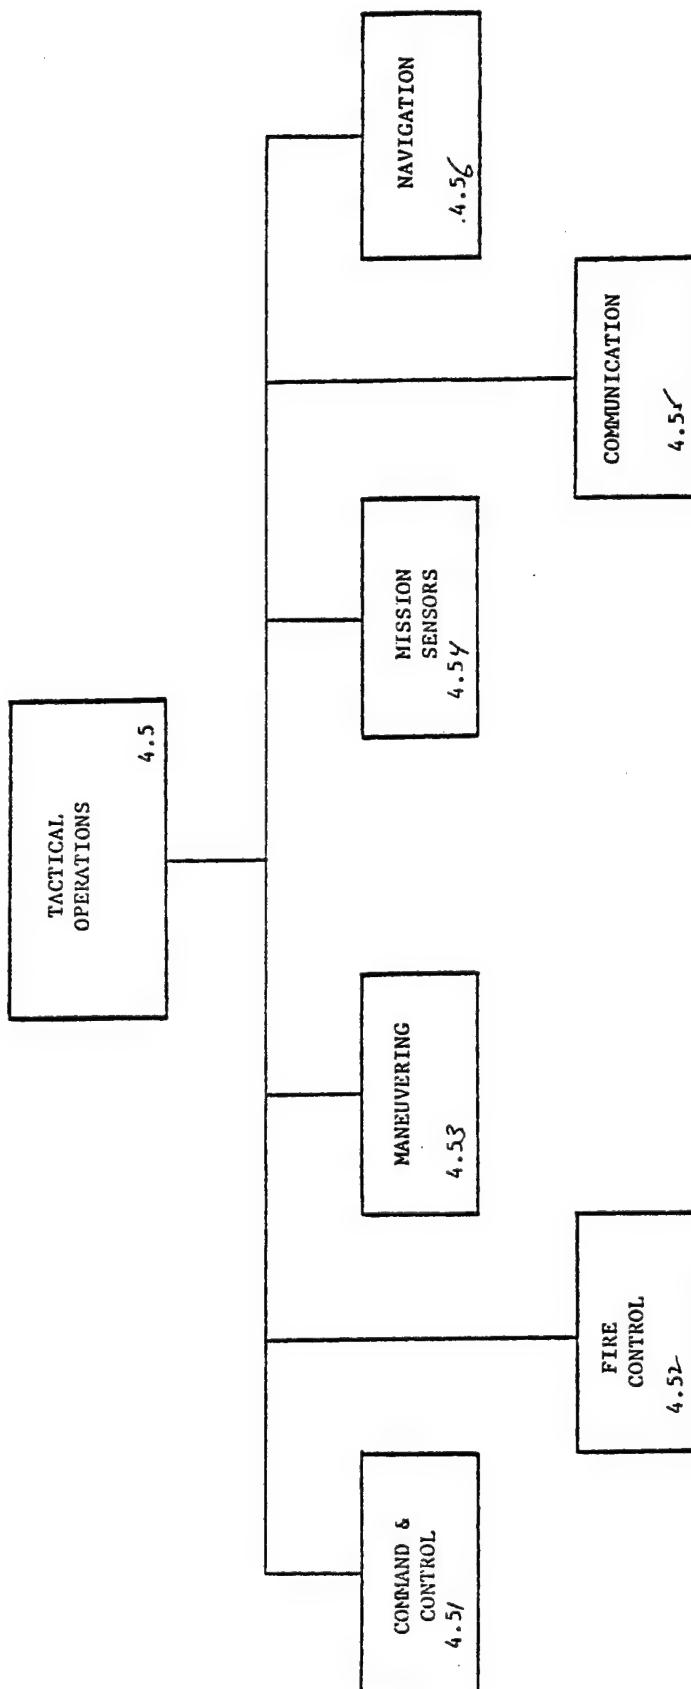 TACTICAL
OPERATIONS
4.5
COMMAND &
CONTROL
4.51
FIRE
CONTROL
4.52
MANEUVERING
4.53
MISSION
SENSORS
4.54
COMMUNICATION
4.55
NAVIGATION
4.56